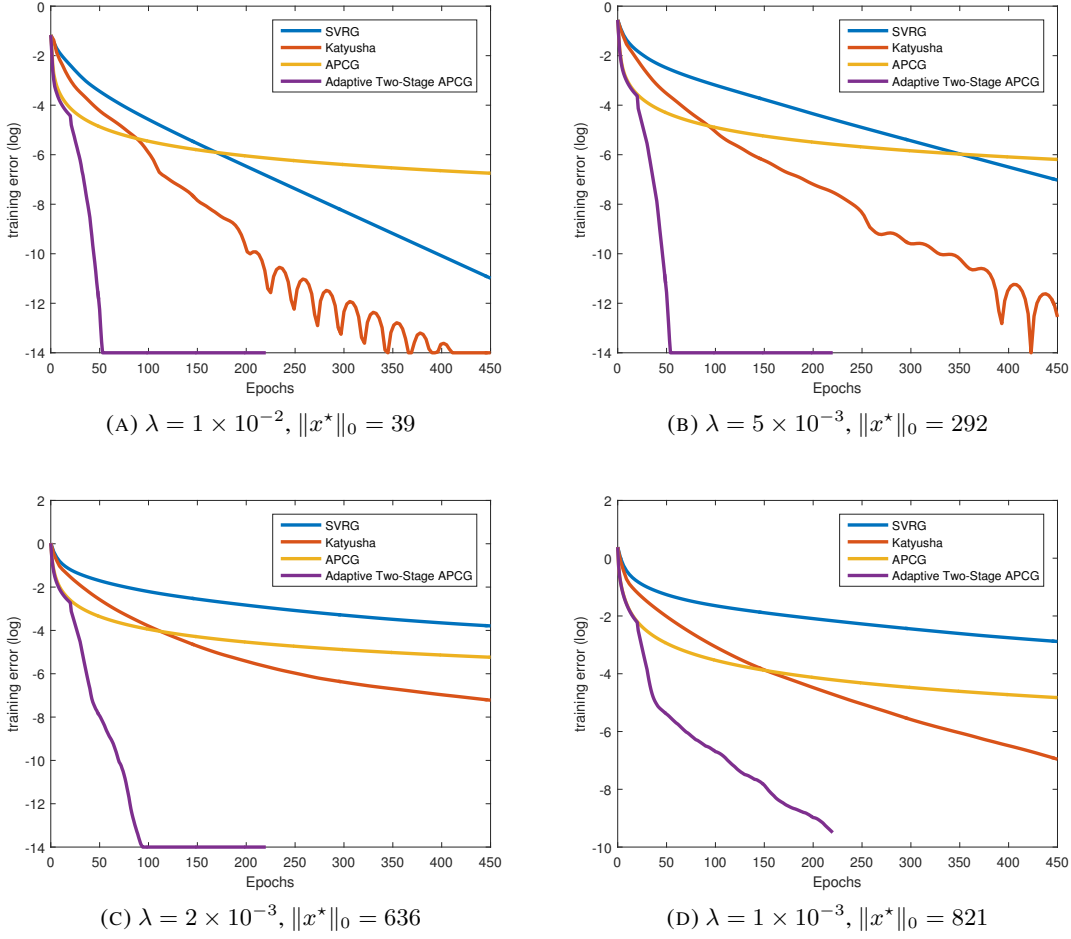 0
-2
-4
-6
-8
-10
-12
-14
training error (log)
0 50 100 150 200 250 300 350 400 450
Epochs
SVRG
Katyusha
APCG
Adaptive Two-Stage APCG
(A) λ = 1 × 10⁻², ‖x⋆‖₀ = 39
0
-2
-4
-6
-8
-10
-12
-14
training error (log)
0 50 100 150 200 250 300 350 400 450
Epochs
SVRG
Katyusha
APCG
Adaptive Two-Stage APCG
(B) λ = 5 × 10⁻³, ‖x⋆‖₀ = 292
2
0
-2
-4
-6
-8
-10
-12
-14
training error (log)
0 50 100 150 200 250 300 350 400 450
Epochs
SVRG
Katyusha
APCG
Adaptive Two-Stage APCG
(C) λ = 2 × 10⁻³, ‖x⋆‖₀ = 636
2
0
-2
-4
-6
-8
-10
training error (log)
0 50 100 150 200 250 300 350 400 450
Epochs
SVRG
Katyusha
APCG
Adaptive Two-Stage APCG
(D) λ = 1 × 10⁻³, ‖x⋆‖₀ = 821